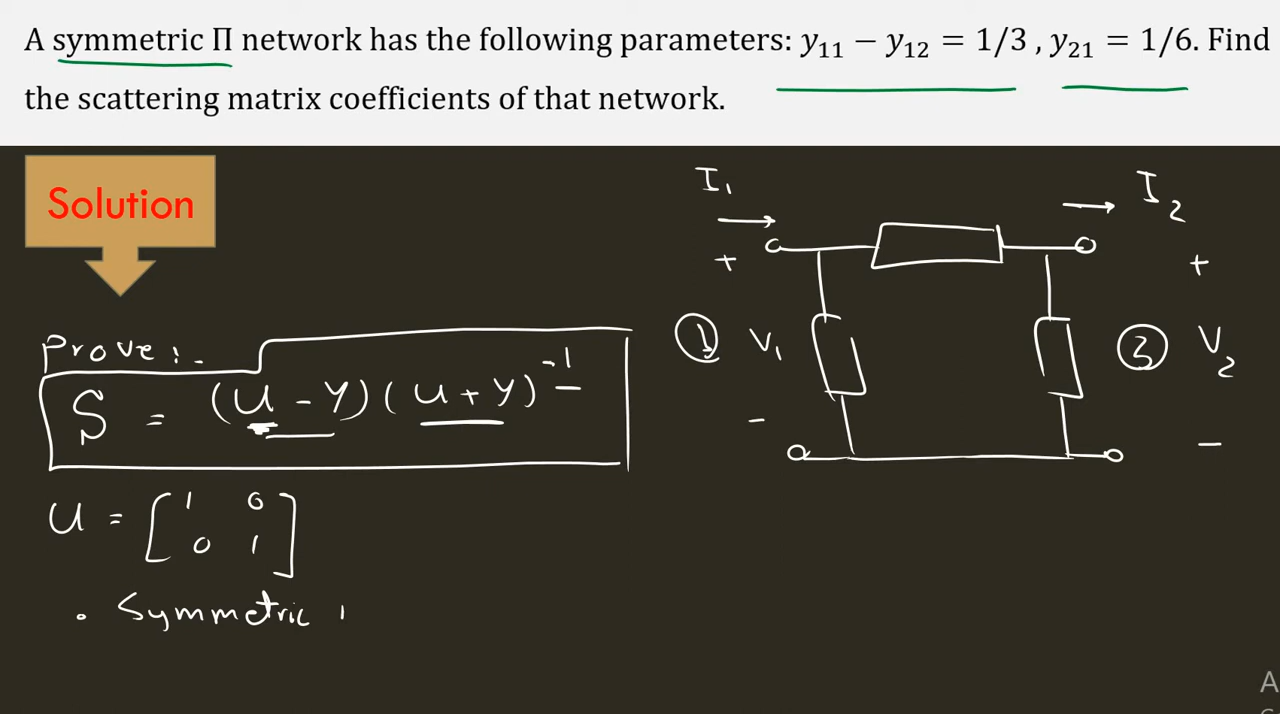 A symmetric Π network has the following parameters: y₁₁ − y₁₂ = 1/3 , y₂₁ = 1/6. Find
the scattering matrix coefficients of that network.
Solution
Prove :-
S = (U - Y) ( U + Y )⁻¹
U = [ 1 0
0 1 ]
. Symmetric
I₁
I₂
+ +
① V₁
② V₂
- -